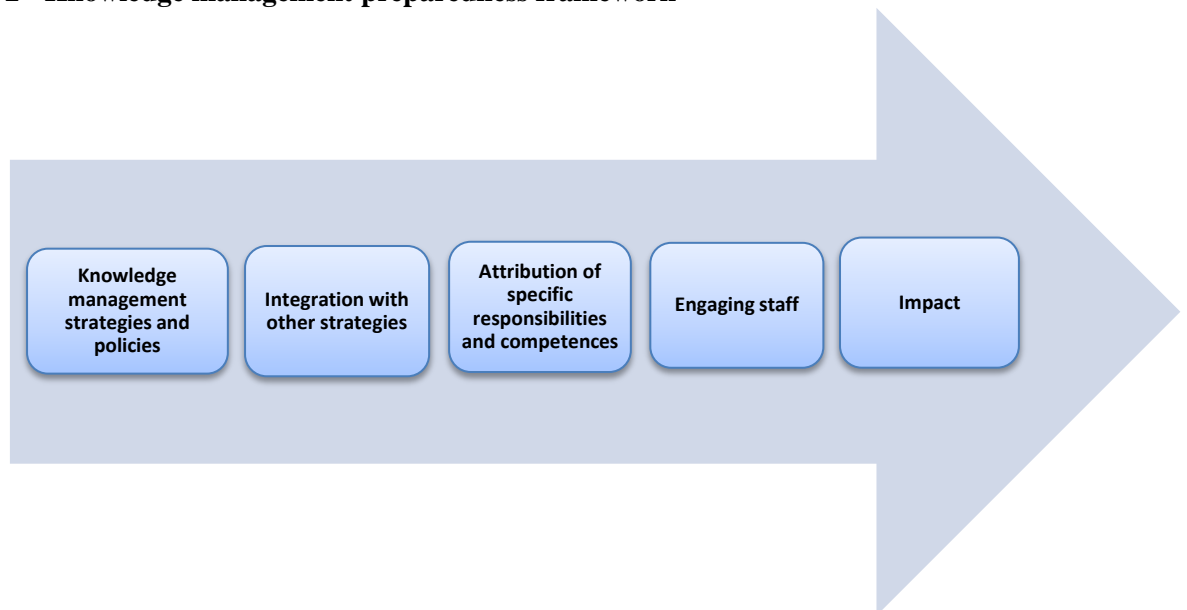 Knowledge management preparedness framework
Knowledge
management
strategies and
policies
Integration with
other strategies
Attribution of
specific
responsibilities
and competences
Engaging staff
Impact